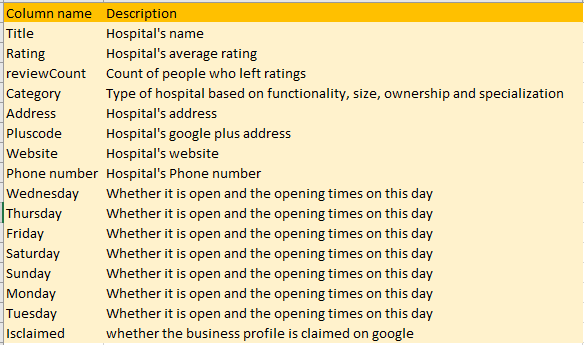 Column name Description
Title Hospital's name
Rating Hospital's average rating
reviewCount Count of people who left ratings
Category Type of hospital based on functionality, size, ownership and specialization
Address Hospital's address
Pluscode Hospital's google plus address
Website Hospital's website
Phone number Hospital's Phone number
Wednesday Whether it is open and the opening times on this day
Thursday Whether it is open and the opening times on this day
Friday Whether it is open and the opening times on this day
Saturday Whether it is open and the opening times on this day
Sunday Whether it is open and the opening times on this day
Monday Whether it is open and the opening times on this day
Tuesday Whether it is open and the opening times on this day
Isclaimed whether the business profile is claimed on google